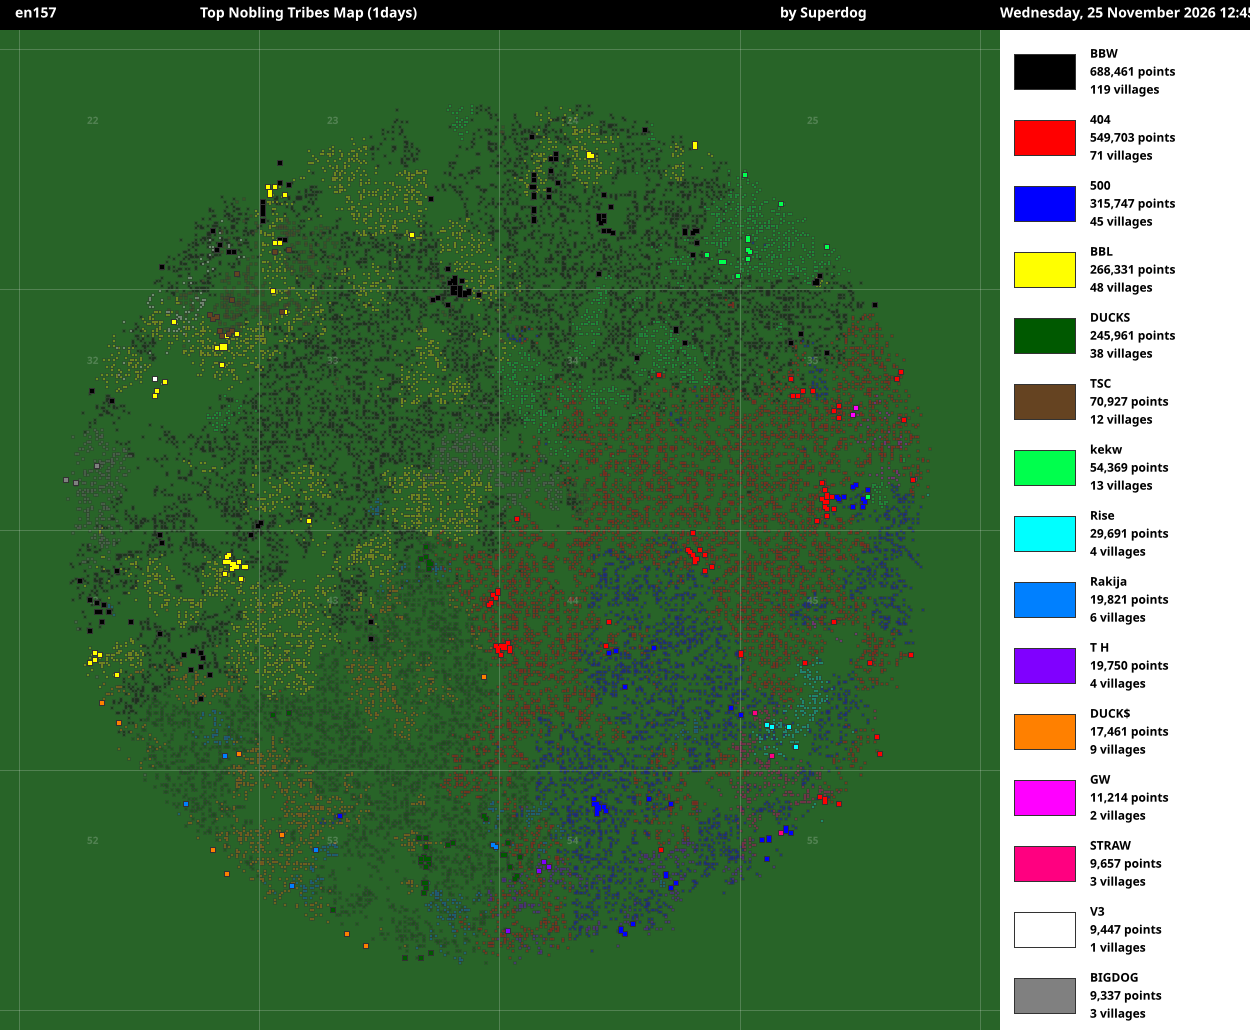 en157 Top Nobling Tribes Map (1days) by Superdog Wednesday, 25 November 2026 12:45
BBW
688,461 points
119 villages
404
549,703 points
71 villages
500
315,747 points
45 villages
BBL
266,331 points
48 villages
DUCKS
245,961 points
38 villages
TSC
70,927 points
12 villages
kekw
54,369 points
13 villages
Rise
29,691 points
4 villages
Rakija
19,821 points
6 villages
T H
19,750 points
4 villages
DUCK$
17,461 points
9 villages
GW
11,214 points
2 villages
STRAW
9,657 points
3 villages
V3
9,447 points
1 villages
BIGDOG
9,337 points
3 villages
22 23 25
32
44
52 53 54 55